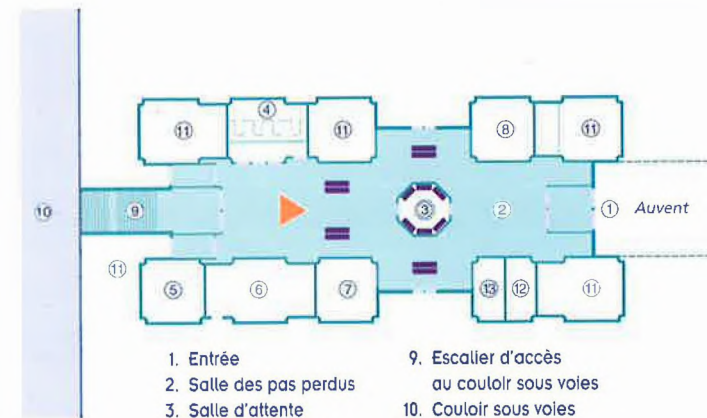 ④
⑪
⑪
⑧
⑪
⑩
⑨
③
②
①
Auvent
⑪
⑤
⑥
⑦
⑬
⑫
⑪
1. Entrée
2. Salle des pas perdus
3. Salle d'attente
9. Escalier d'accès
au couloir sous voies
10. Couloir sous voies